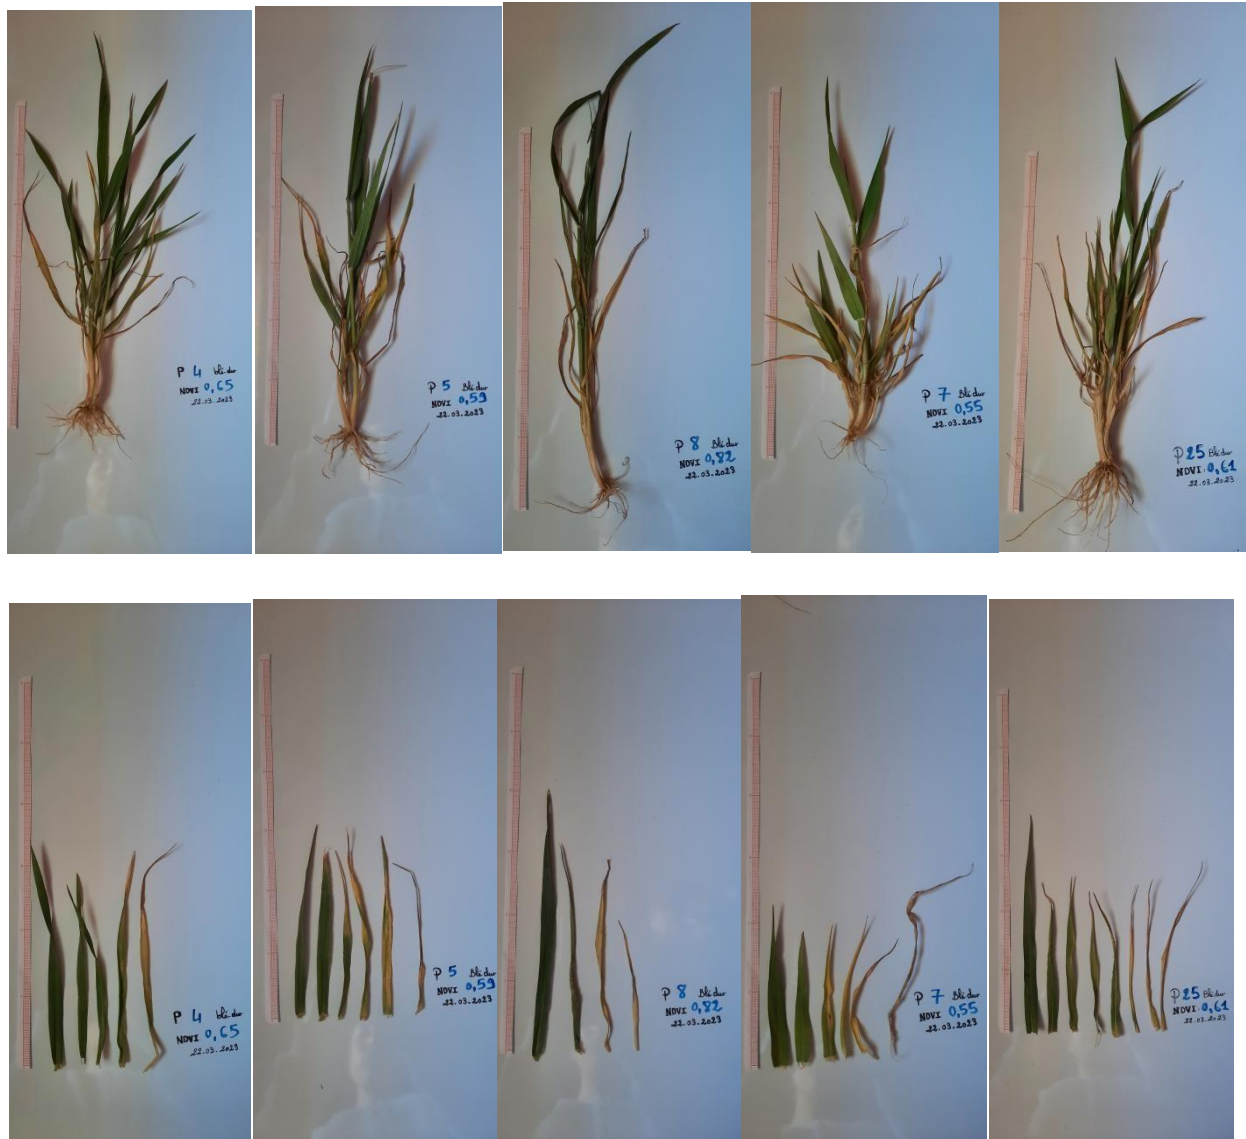 P 4 blé dur
NDVI 0,65
22.03.2023
P 5 Blé dur
NDVI 0,59
22.03.2023
P 8 Blé dur
NDVI 0,82
22.03.2023
P 7 Blé dur
NDVI 0,55
22.03.2023
P 25 Blé dur
NDVI 0,61
22.03.2023
P 4 blé dur
NDVI 0,65
22.03.2023
P 5 Blé dur
NDVI 0,59
22.03.2023
P 8 Blé dur
NDVI 0,82
22.03.2023
P 7 Blé dur
NDVI 0,55
22.03.2023
P 25 Blé dur
NDVI 0,61
22.03.2023